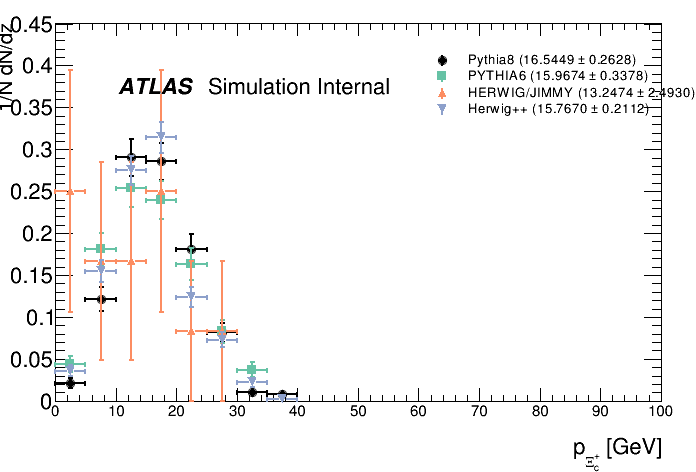 1/N dN/dz
0.45
0.4
0.35
0.3
0.25
0.2
0.15
0.1
0.05
0
ATLAS Simulation Internal
Pythia8 (16.5449 ± 0.2628)
PYTHIA6 (15.9674 ± 0.3378)
HERWIG/JIMMY (13.2474 ± 2.4930)
Herwig++ (15.7670 ± 0.2112)
0 10 20 30 40 50 60 70 80 90 100
p_Ξc⁺ [GeV]